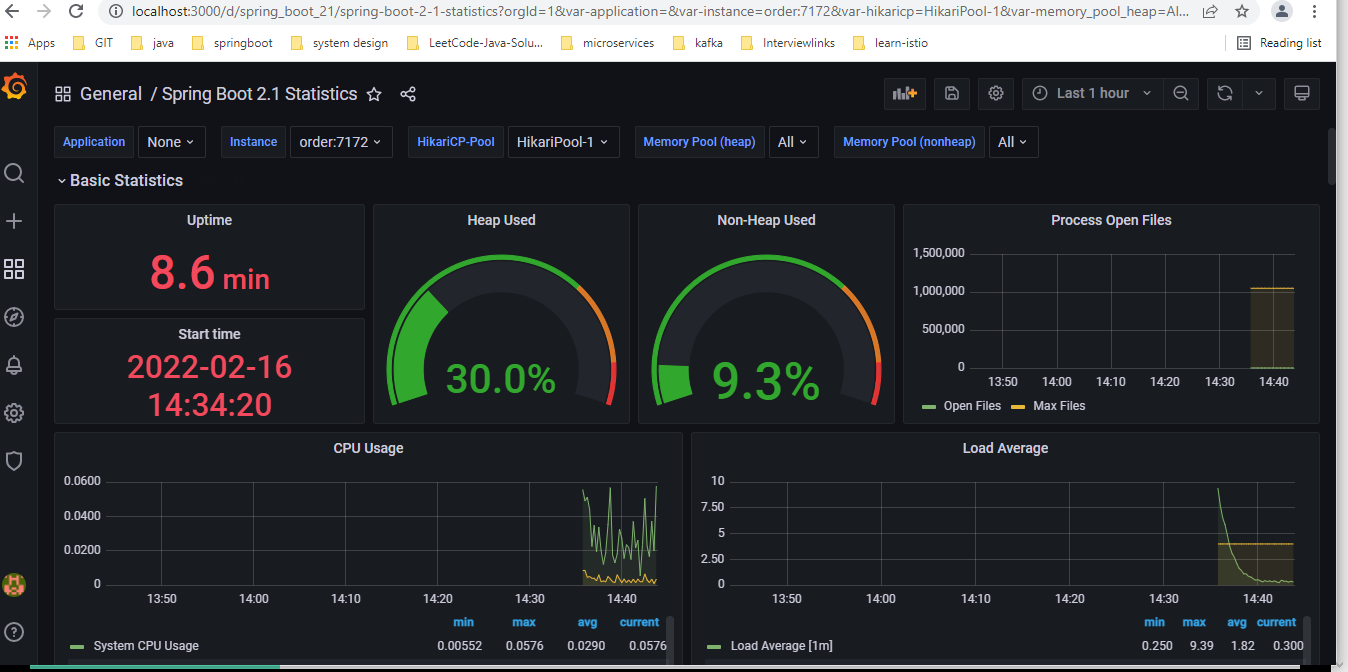 localhost:3000/d/spring_boot_21/spring-boot-2-1-statistics?orgId=1&var-application=&var-instance=order:7172&var-hikaricp=HikariPool-1&var-memory_pool_heap=Al...
Apps GIT java springboot system design LeetCode-Java-Solu... microservices kafka Interviewlinks learn-istio Reading list
General / Spring Boot 2.1 Statistics Last 1 hour
Application None Instance order:7172 HikariCP-Pool HikariPool-1 Memory Pool (heap) All Memory Pool (nonheap) All
Basic Statistics
Uptime
8.6 min
Start time
2022-02-16
14:34:20
Heap Used
30.0%
Non-Heap Used
9.3%
Process Open Files
1,500,000
1,000,000
500,000
0
13:50 14:00 14:10 14:20 14:30 14:40
Open Files Max Files
CPU Usage
0.0600
0.0400
0.0200
0
13:50 14:00 14:10 14:20 14:30 14:40
min max avg current
System CPU Usage 0.00552 0.0576 0.0290 0.0576
Load Average
10
7.50
5
2.50
0
13:50 14:00 14:10 14:20 14:30 14:40
min max avg current
Load Average [1m] 0.250 9.39 1.82 0.300